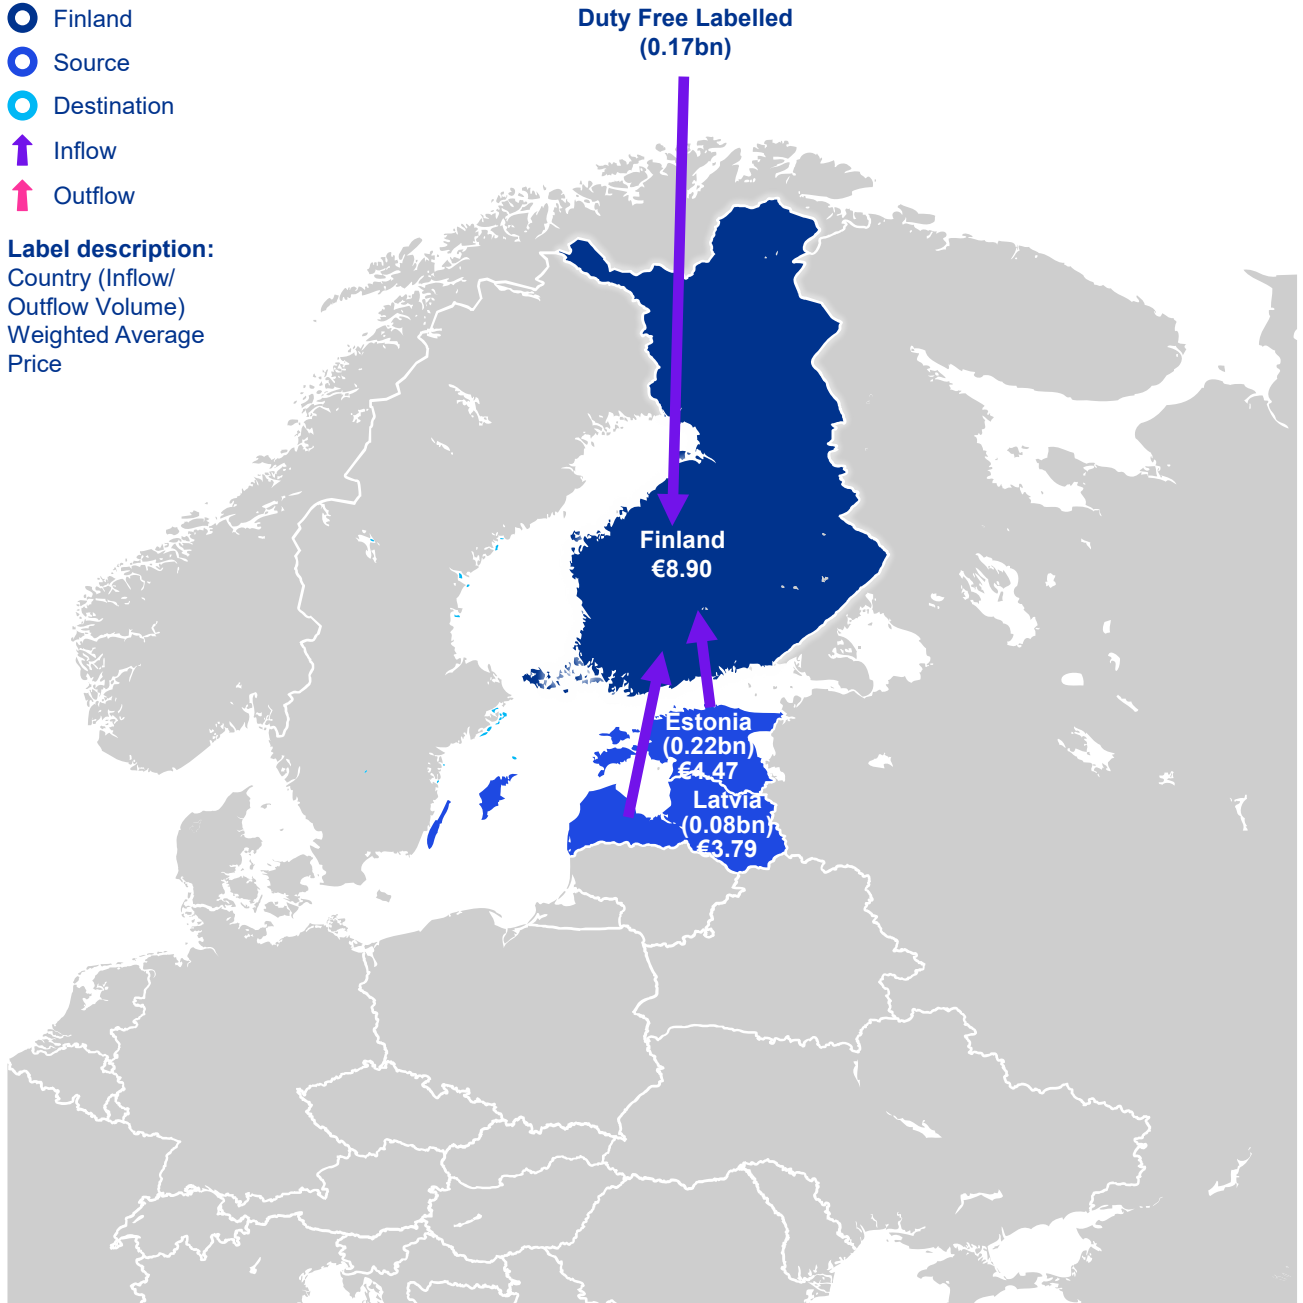 Finland
Source
Destination
Inflow
Outflow
Label description:
Country (Inflow/
Outflow Volume)
Weighted Average
Price
Duty Free Labelled
(0.17bn)
Finland
€8.90
Estonia
(0.22bn)
€4.47
Latvia
(0.08bn)
€3.79